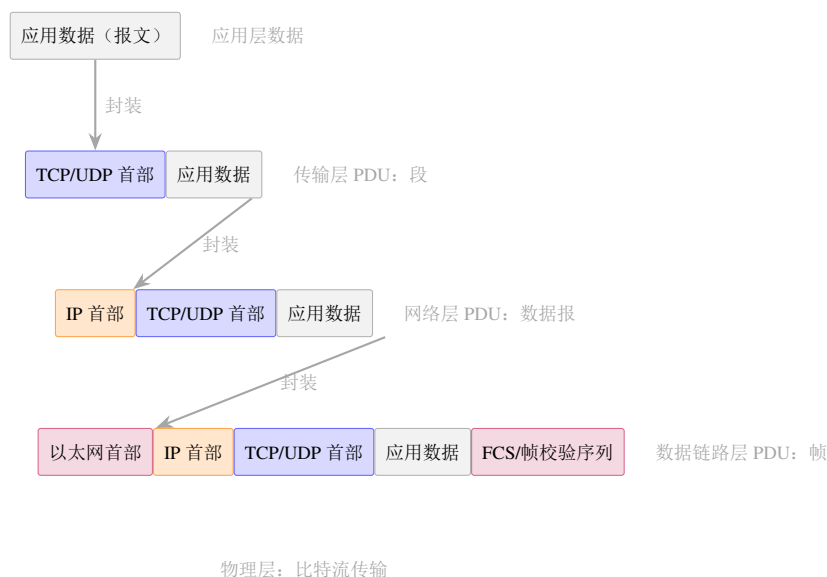 应用数据（报文） 应用层数据
封装
TCP/UDP 首部 应用数据 传输层 PDU：段
封装
IP 首部 TCP/UDP 首部 应用数据 网络层 PDU：数据报
封装
以太网首部 IP 首部 TCP/UDP 首部 应用数据 FCS/帧校验序列 数据链路层 PDU：帧
物理层：比特流传输